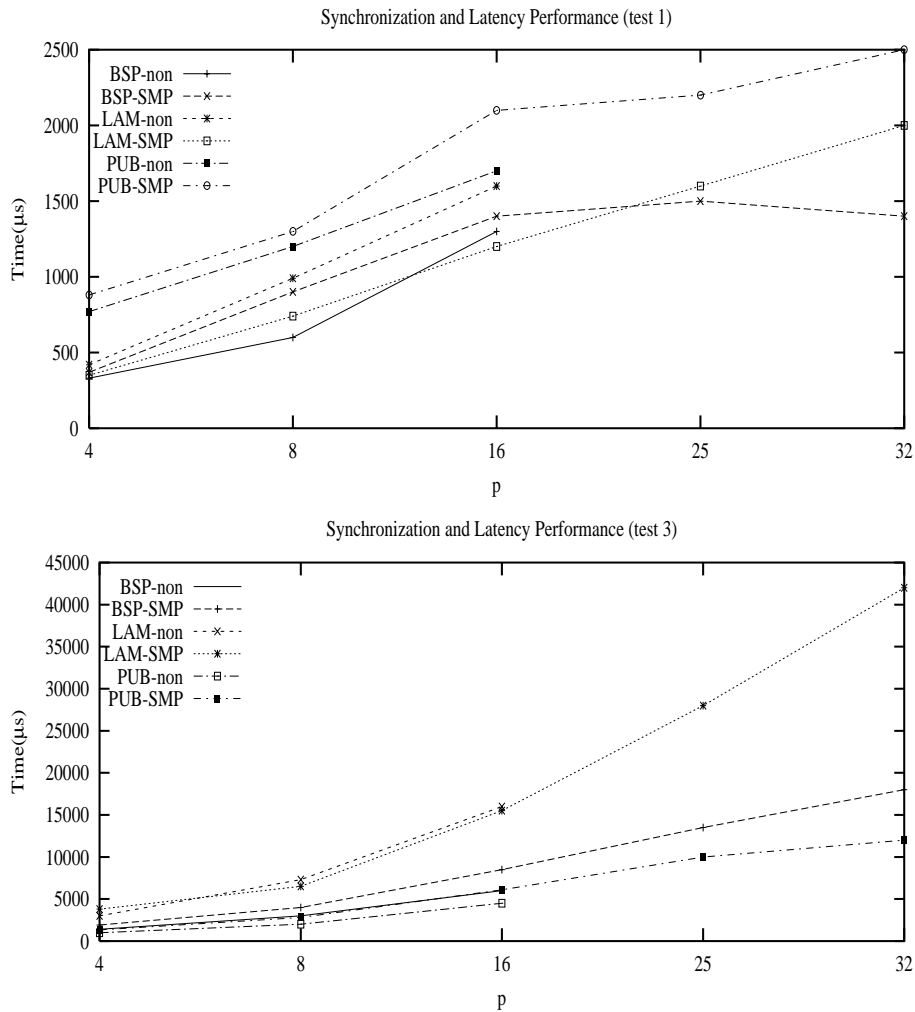 Synchronization and Latency Performance (test 1)
2500
2000
1500
1000
500
0
Time(μs)
BSP-non
BSP-SMP
LAM-non
LAM-SMP
PUB-non
PUB-SMP
4 8 16 25 32
p
Synchronization and Latency Performance (test 3)
45000
40000
35000
30000
25000
20000
15000
10000
5000
0
Time(μs)
BSP-non
BSP-SMP
LAM-non
LAM-SMP
PUB-non
PUB-SMP
4 8 16 25 32
p